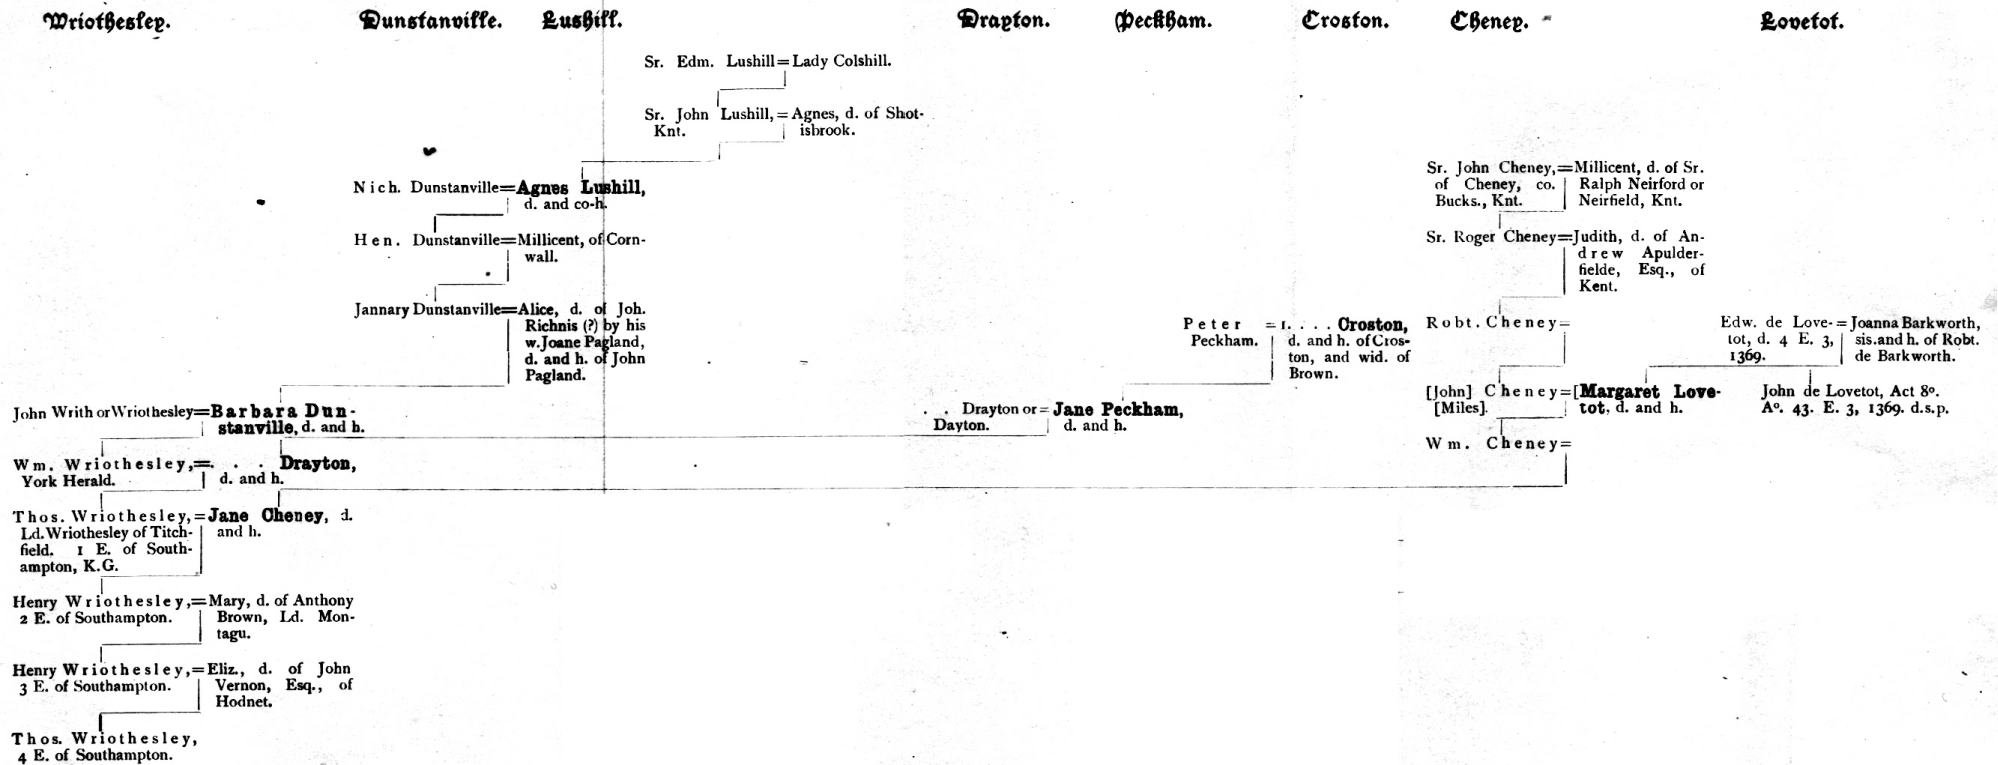 Wriothesley. Dunstanville. Lushill. Drayton. Peckham. Croston. Cheney. Lovetot.
Sr. Edm. Lushill = Lady Colshill.
Sr. John Lushill, = Agnes, d. of Shot-
Knt. isbrook.
Nich. Dunstanville = Agnes Lushill,
d. and co-h.
Hen. Dunstanville = Millicent, of Corn-
wall.
Jannary Dunstanville = Alice, d. of Joh.
Richnis (?) by his
w. Joane Pagland,
d. and h. of John
Pagland.
John Writh or Wriothesley = Barbara Dun-
stanville, d. and h.
Wm. Wriothesley, = . . . Drayton,
York Herald. d. and h.
Thos. Wriothesley, = Jane Cheney, d.
Ld. Wriothesley of Titch- and h.
field. 1 E. of South-
ampton, K.G.
Henry Wriothesley, = Mary, d. of Anthony
2 E. of Southampton. Brown, Ld. Mon-
tagu.
Henry Wriothesley, = Eliz., d. of John
3 E. of Southampton. Vernon, Esq., of
Hodnet.
Thos. Wriothesley,
4 E. of Southampton.
Peter = 1. . . . Croston,
Peckham. d. and h. of Cros-
ton, and wid. of
Brown.
. . Drayton or = Jane Peckham,
Dayton. d. and h.
Sr. John Cheney, = Millicent, d. of Sr.
of Cheney, co. Ralph Neirford or
Bucks., Knt. Neirfield, Knt.
Sr. Roger Cheney = Judith, d. of An-
drew Apulder-
fielde, Esq., of
Kent.
Robt. Cheney =
[John] Cheney = [Margaret Love-
[Miles]. tot, d. and h.
Wm. Cheney =
Edw. de Love- = Joanna Barkworth,
tot, d. 4 E. 3, sis. and h. of Robt.
1369. de Barkworth.
John de Lovetot, Act 8º.
Aº. 43. E. 3, 1369. d.s.p.